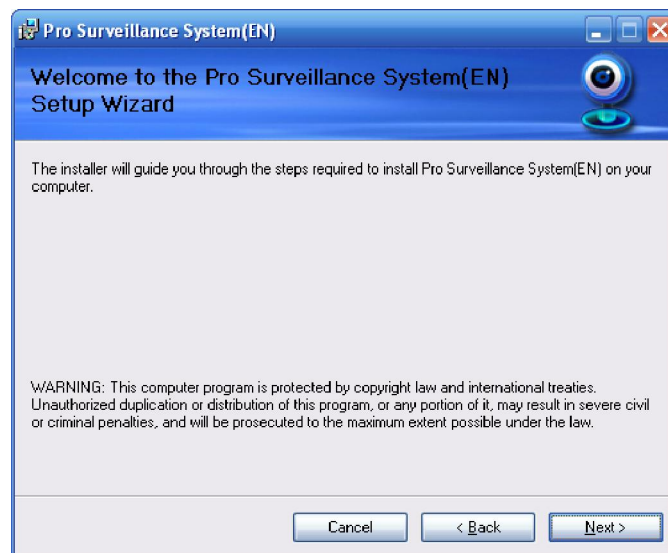 Pro Surveillance System(EN)
Welcome to the Pro Surveillance System(EN)
Setup Wizard
The installer will guide you through the steps required to install Pro Surveillance System(EN) on your
computer.
WARNING: This computer program is protected by copyright law and international treaties.
Unauthorized duplication or distribution of this program, or any portion of it, may result in severe civil
or criminal penalties, and will be prosecuted to the maximum extent possible under the law.
Cancel
< Back
Next >